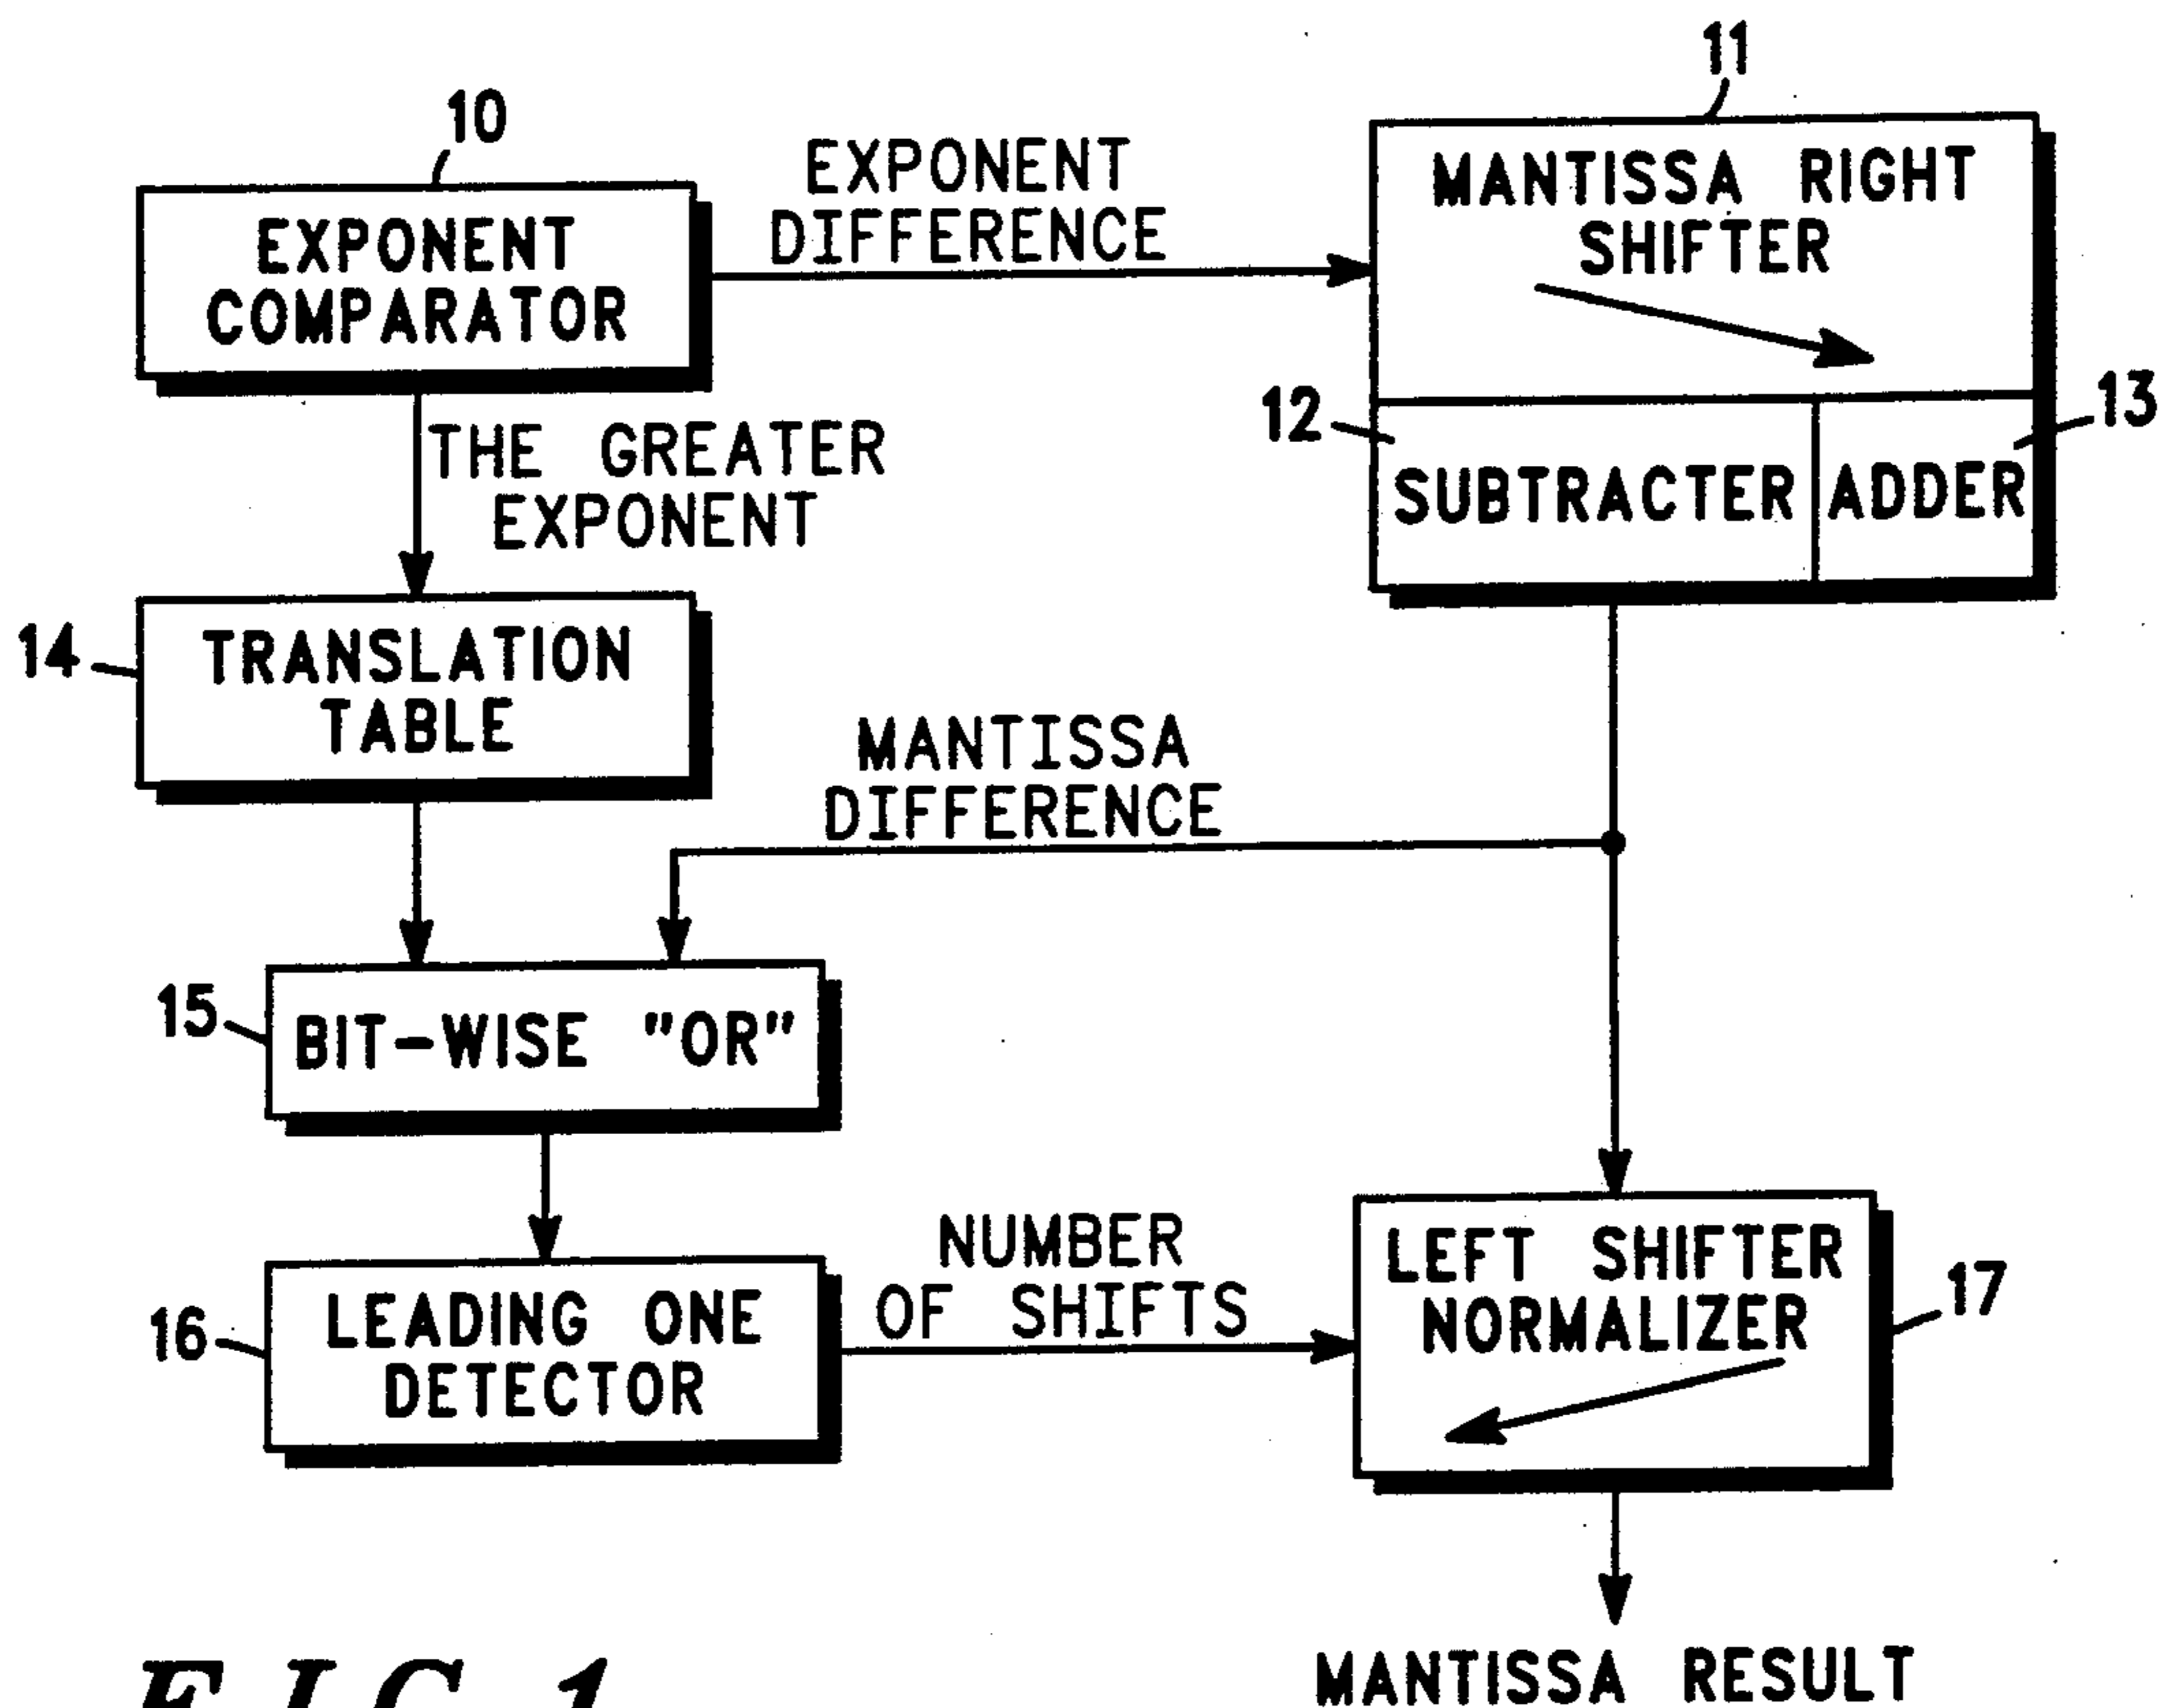 10
11
EXPONENT
DIFFERENCE
EXPONENT
COMPARATOR
MANTISSA RIGHT
SHIFTER
12
13
THE GREATER
EXPONENT
SUBTRACTER
ADDER
14
TRANSLATION
TABLE
MANTISSA
DIFFERENCE
15
BIT-WISE "OR"
NUMBER
OF SHIFTS
16
LEADING ONE
DETECTOR
LEFT SHIFTER
NORMALIZER
17
MANTISSA RESULT
FIG.1